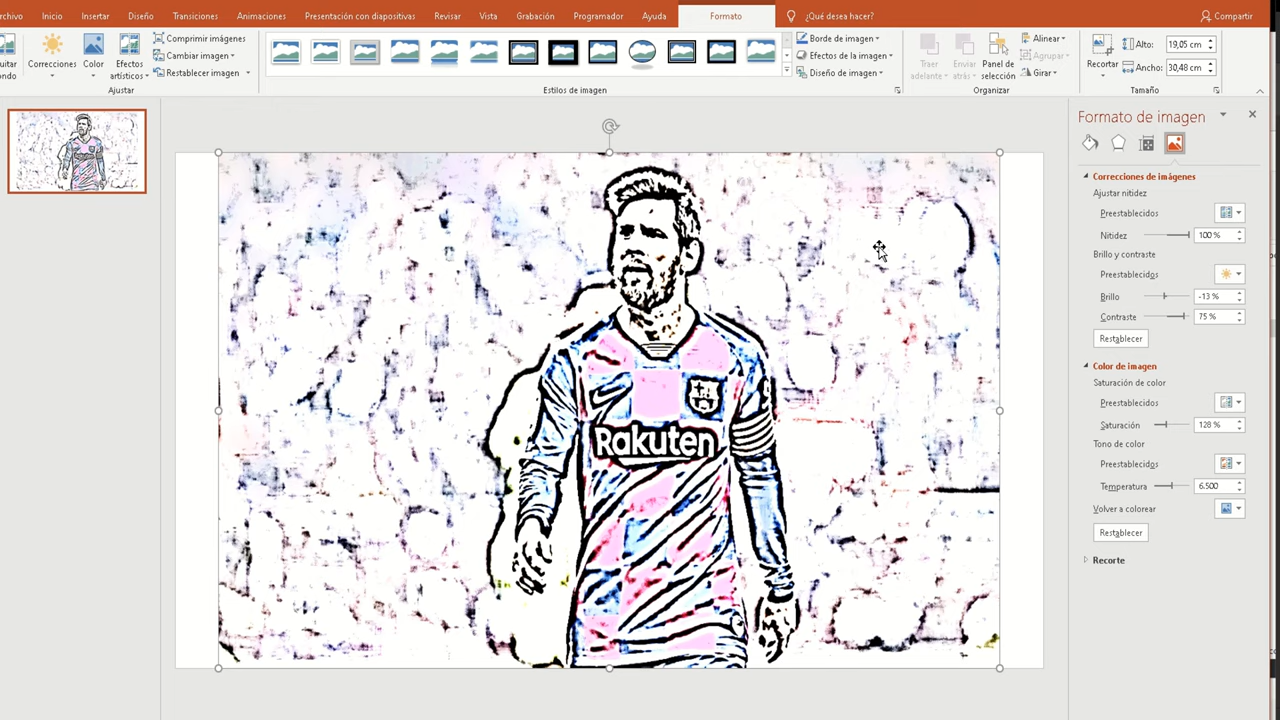 rchivo Inicio Insertar Diseño Transiciones Animaciones Presentación con diapositivas Revisar Vista Grabación Programador Ayuda Formato ¿Qué desea hacer? Compartir
uitar
ondo
Correcciones
Color
Efectos
artísticos
Comprimir imágenes
Cambiar imagen
Restablecer imagen
Ajustar
Estilos de imagen
Borde de imagen
Efectos de la imagen
Diseño de imagen
Traer
adelante
Enviar
atrás
Panel de
selección
Alinear
Agrupar
Girar
Organizar
Recortar
Alto: 19,05 cm
Ancho: 30,48 cm
Tamaño
Rakuten
Formato de imagen
Correcciones de imágenes
Ajustar nitidez
Preestablecidos
Nitidez 100 %
Brillo y contraste
Preestablecidos
Brillo -13 %
Contraste 75 %
Restablecer
Color de imagen
Saturación de color
Preestablecidos
Saturación 128 %
Tono de color
Preestablecidos
Temperatura 6.500
Volver a colorear
Restablecer
Recorte